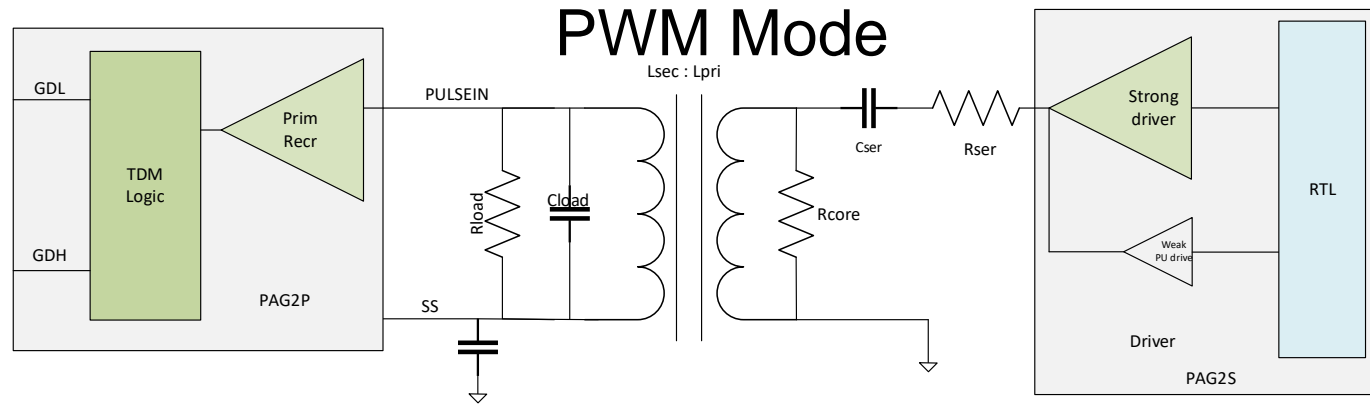 PWM Mode
Lsec : Lpri
GDL
GDH
TDM
Logic
Prim
Recr
PAG2P
PULSEIN
SS
Rload
Cload
Rcore
Cser
Rser
Strong
driver
Weak
PU drive
Driver
PAG2S
RTL